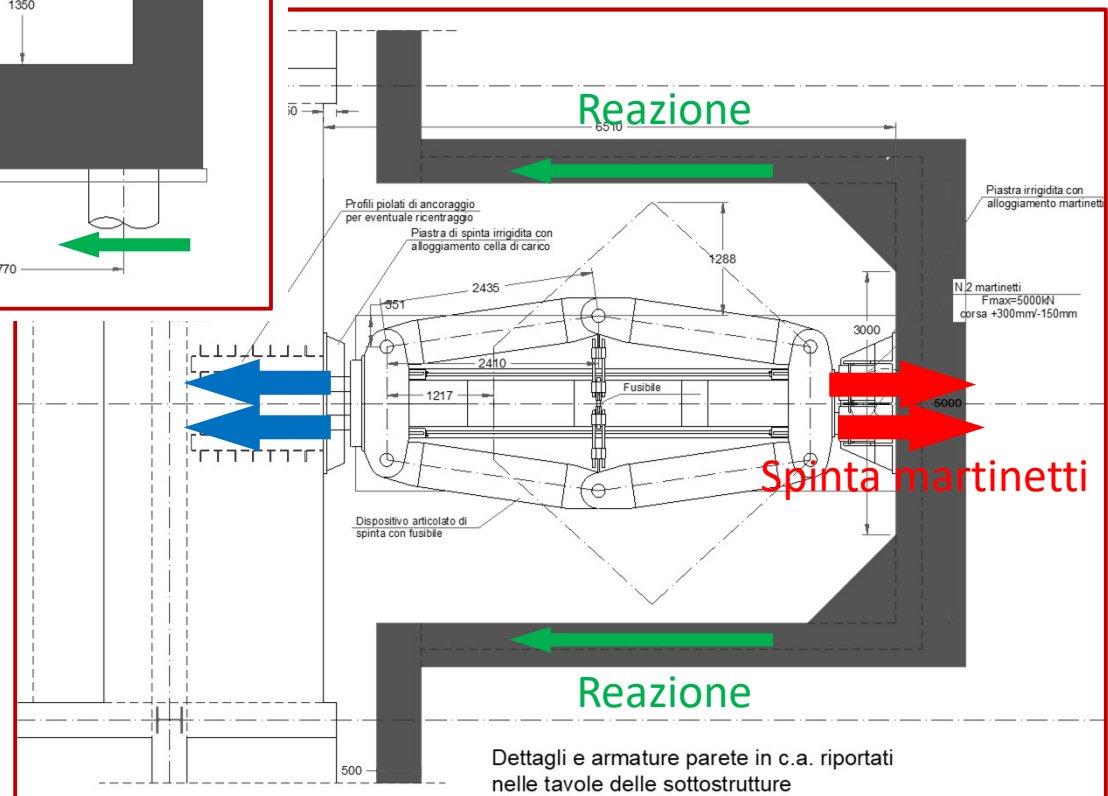 1350
770
50
Reazione
6510
Profili piolati di ancoraggio
per eventuale ricentraggio
Piastra di spinta irrigidita con
alloggiamento cella di carico
Piastra irrigidita con
alloggiamento martinetti
1288
2435
351
N.2 martinetti
Fmax=5000kN
corsa +300mm/-150mm
3000
2410
1217
Fusibile
5000
Spinta martinetti
Dispositivo articolato di
spinta con fusibile
Reazione
Dettagli e armature parete in c.a. riportati
nelle tavole delle sottostrutture
500